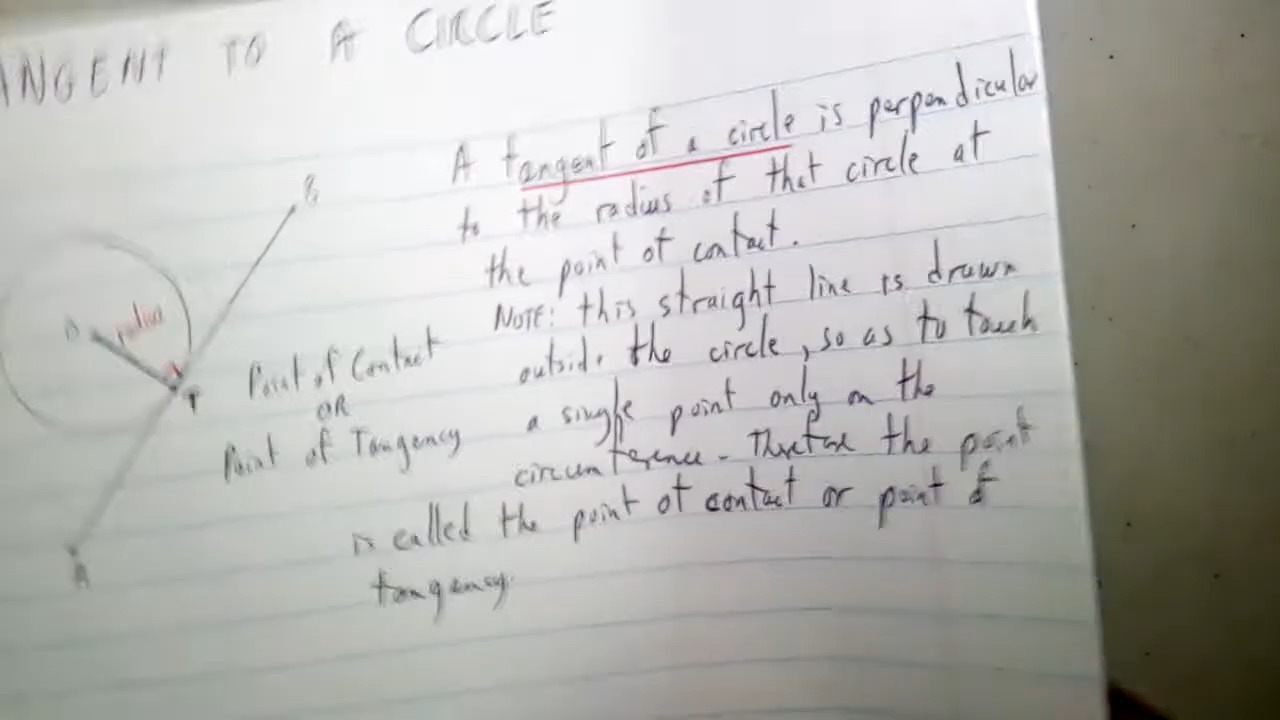 ANGENT TO A CIRCLE
A tangent of a circle is perpendicular
to the radius of that circle at
the point of contact.
NOTE: this straight line is drawn
outside the circle, so as to touch
a single point only on the
circumference. Therefore the point
is called the point of contact or point of
tangency.
B
O
radius
P
A
Point of Contact
OR
Point of Tangency